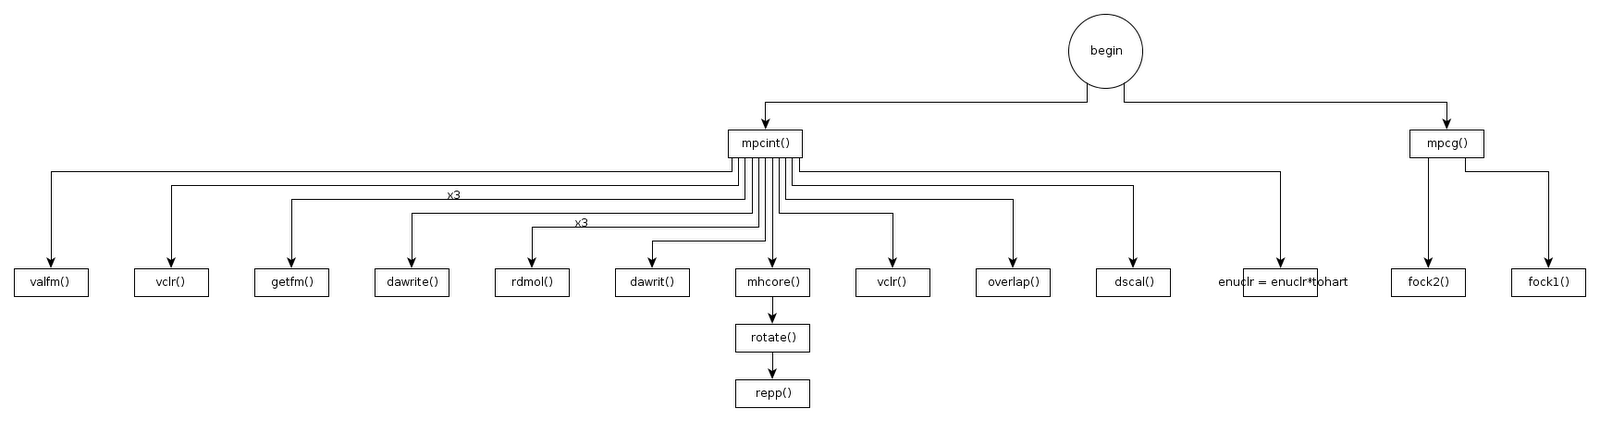 begin
mpcint()
mpcg()
x3
x3
valfm()
vclr()
getfm()
dawrite()
rdmol()
dawrit()
mhcore()
vclr()
overlap()
dscal()
enuclr = enuclr*tohart
fock2()
fock1()
rotate()
repp()